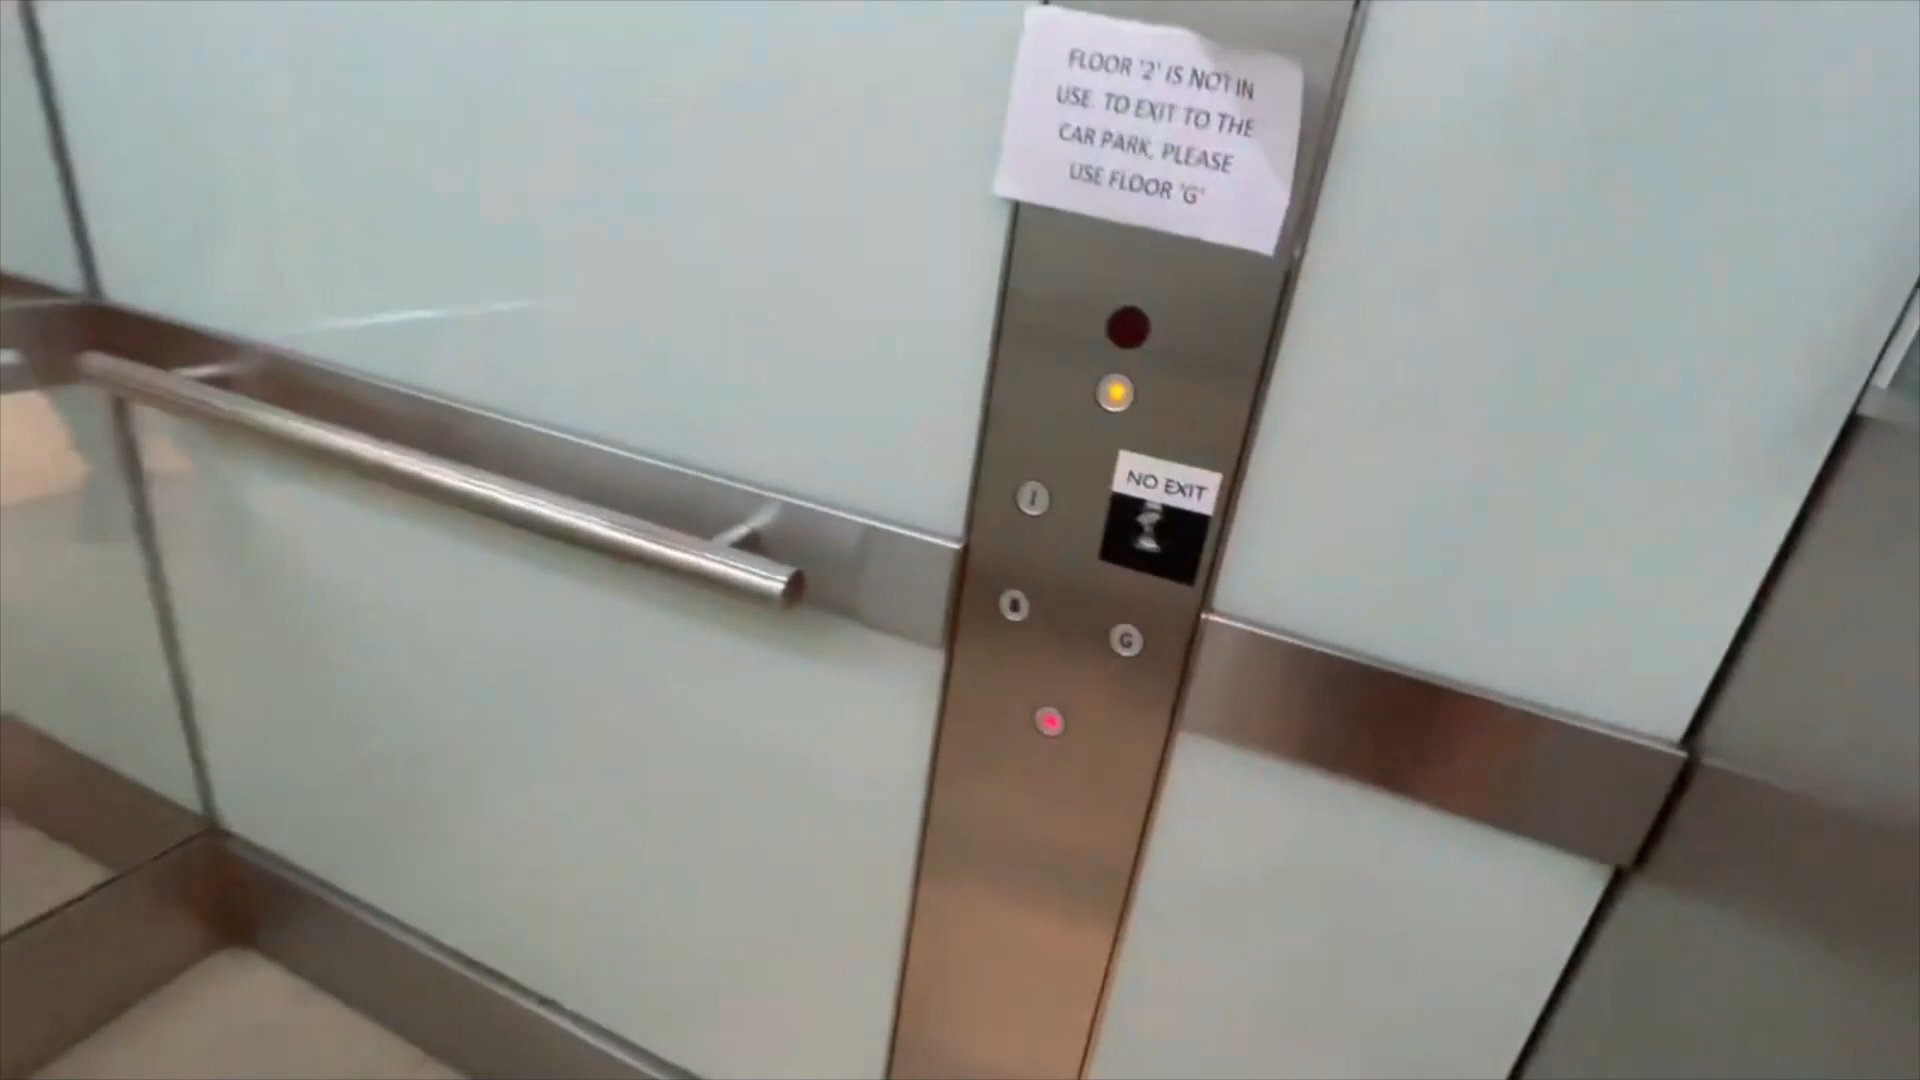 FLOOR '2' IS NOT IN
USE. TO EXIT TO THE
CAR PARK, PLEASE
USE FLOOR 'G'
NO EXIT
G